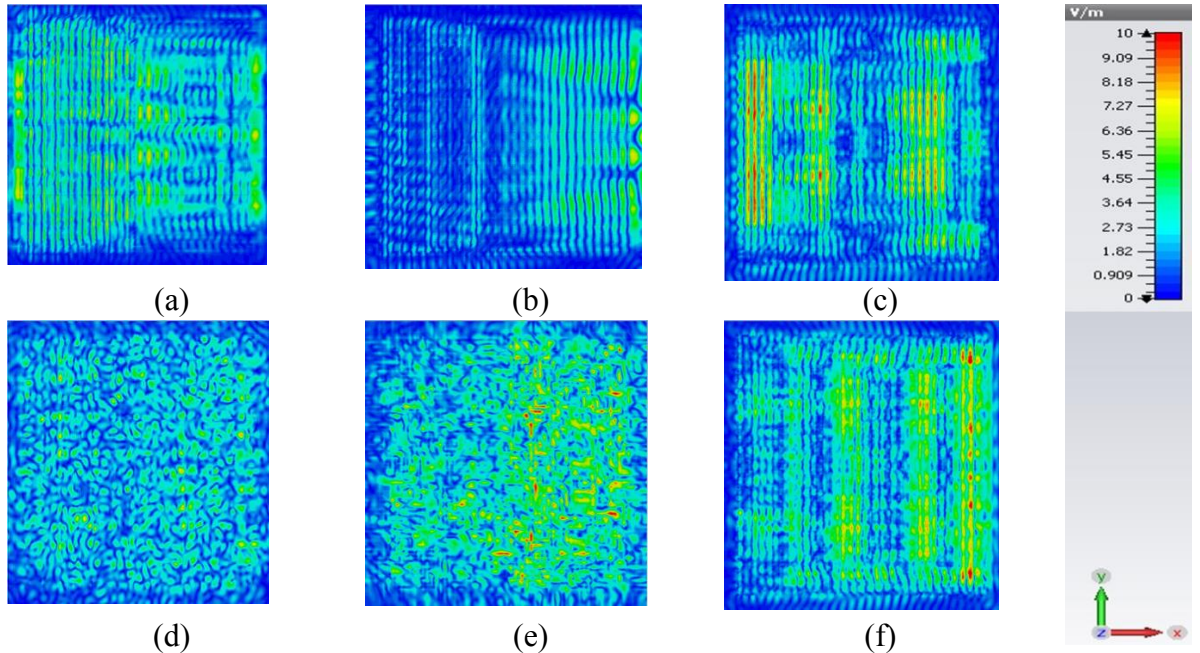 V/m
10
9.09
8.18
7.27
6.36
5.45
4.55
3.64
2.73
1.82
0.909
0
(a)
(b)
(c)
(d)
(e)
(f)
y
z
x